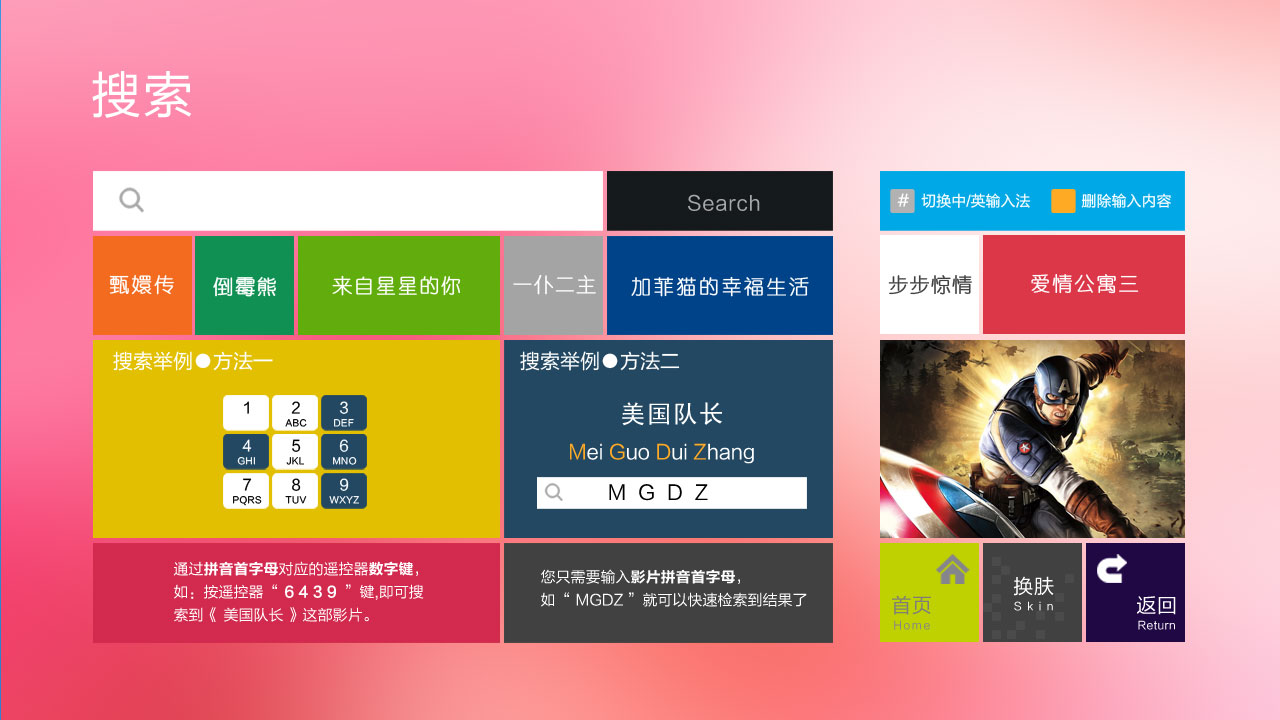 搜索
Search
# 切换中/英输入法 删除输入内容
甄嬛传 倒霉熊 来自星星的你 一仆二主 加菲猫的幸福生活
步步惊情 爱情公寓三
搜索举例●方法一
1 2 3
ABC DEF
4 5 6
GHI JKL MNO
7 8 9
PQRS TUV WXYZ
搜索举例●方法二
美国队长
Mei Guo Dui Zhang
M G D Z
A
通过拼音首字母对应的遥控器数字键，
如：按遥控器“ 6 4 3 9 ”键,即可搜
索到《 美国队长 》这部影片。
您只需要输入影片拼音首字母，
如“ MGDZ ”就可以快速检索到结果了
首页
Home
换肤
Skin
返回
Return